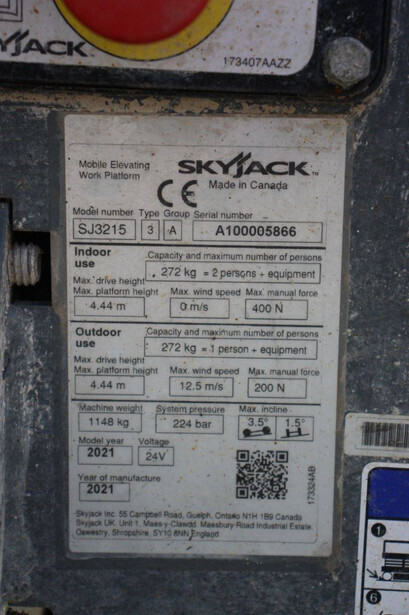 SKYJACK
173407AAZZ
Mobile Elevating
Work Platform
SKYJACK™
CE
Made in Canada
Model number Type Group Serial number
SJ3215 3 A A100005866
Indoor use
Capacity and maximum number of persons
272 kg = 2 persons + equipment
Max. drive height
Max. platform height Max. wind speed Max. manual force
4.44 m 0 m/s 400 N
Outdoor use
Capacity and maximum number of persons
272 kg = 1 person + equipment
Max. drive height
Max. platform height Max. wind speed Max. manual force
4.44 m 12.5 m/s 200 N
Machine weight System pressure Max. incline
1148 kg 224 bar 3.5° 1.5°
Model year Voltage
2021 24V
Year of manufacture
2021
173324AB
Skyjack Inc. 55 Campbell Road, Guelph, Ontario N1H 1B9 Canada
Skyjack UK. Unit 1, Maes-y-Clawdd, Maesbury Road Industrial Estate
Oswestry, Shropshire, SY10 8NN England
1
6